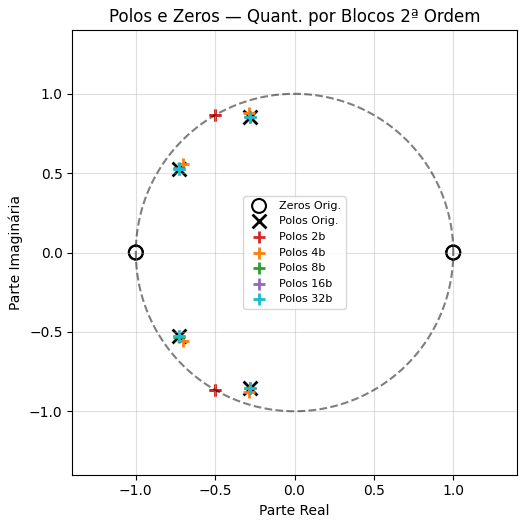 Polos e Zeros — Quant. por Blocos 2ª Ordem
Parte Imaginária
1.0
0.5
0.0
−0.5
−1.0
Zeros Orig.
Polos Orig.
Polos 2b
Polos 4b
Polos 8b
Polos 16b
Polos 32b
−1.0
−0.5
0.0
0.5
1.0
Parte Real